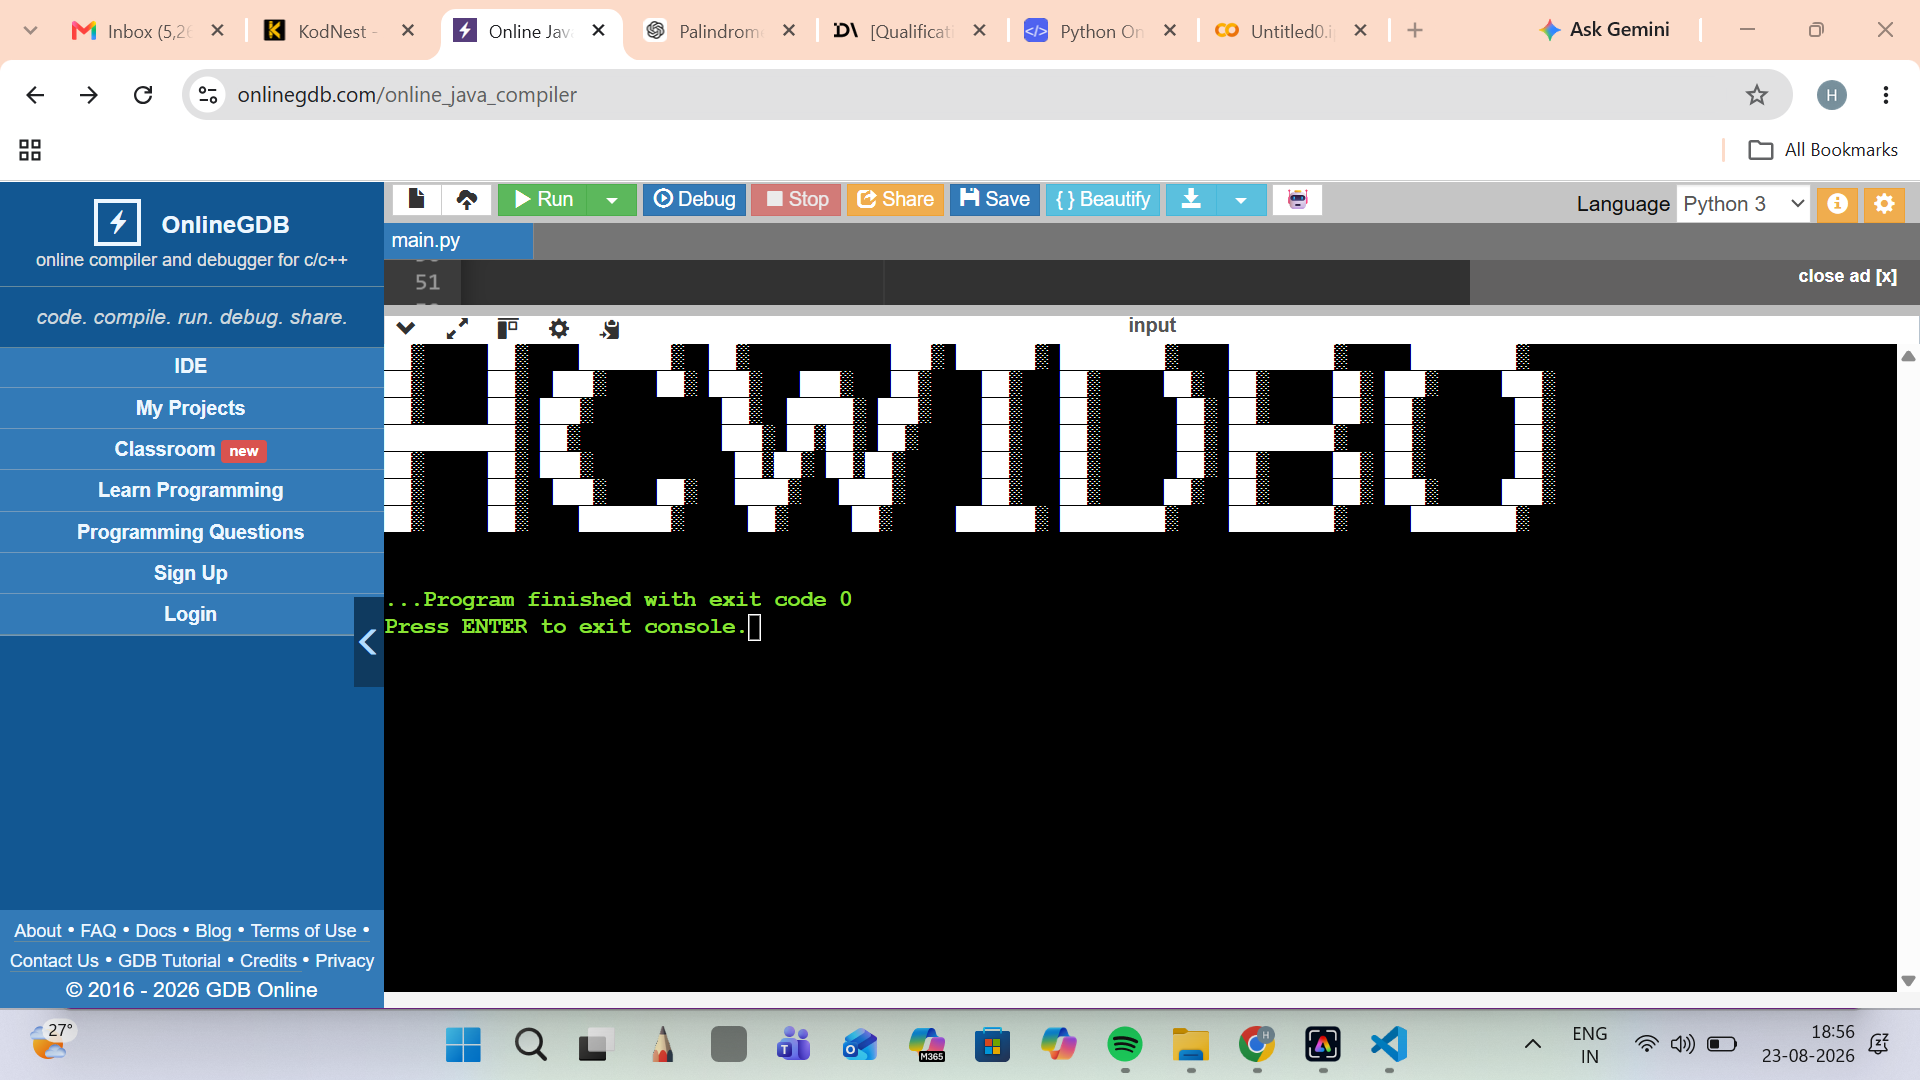 Inbox (5,26
KodNest -
Online Jav
Palindrom
[Qualificati
Python On
Untitled0.i
Ask Gemini
onlinegdb.com/online_java_compiler
H
All Bookmarks
OnlineGDB
online compiler and debugger for c/c++
code. compile. run. debug. share.
IDE
My Projects
Classroom new
Learn Programming
Programming Questions
Sign Up
Login
About • FAQ • Docs • Blog • Terms of Use •
Contact Us • GDB Tutorial • Credits • Privacy
© 2016 - 2026 GDB Online
Run
Debug
Stop
Share
Save
{ } Beautify
Language Python 3
main.py
51
close ad [x]
input
HCWIDBO
...Program finished with exit code 0
Press ENTER to exit console.
27°
M365
ENG
IN
18:56
23-08-2026